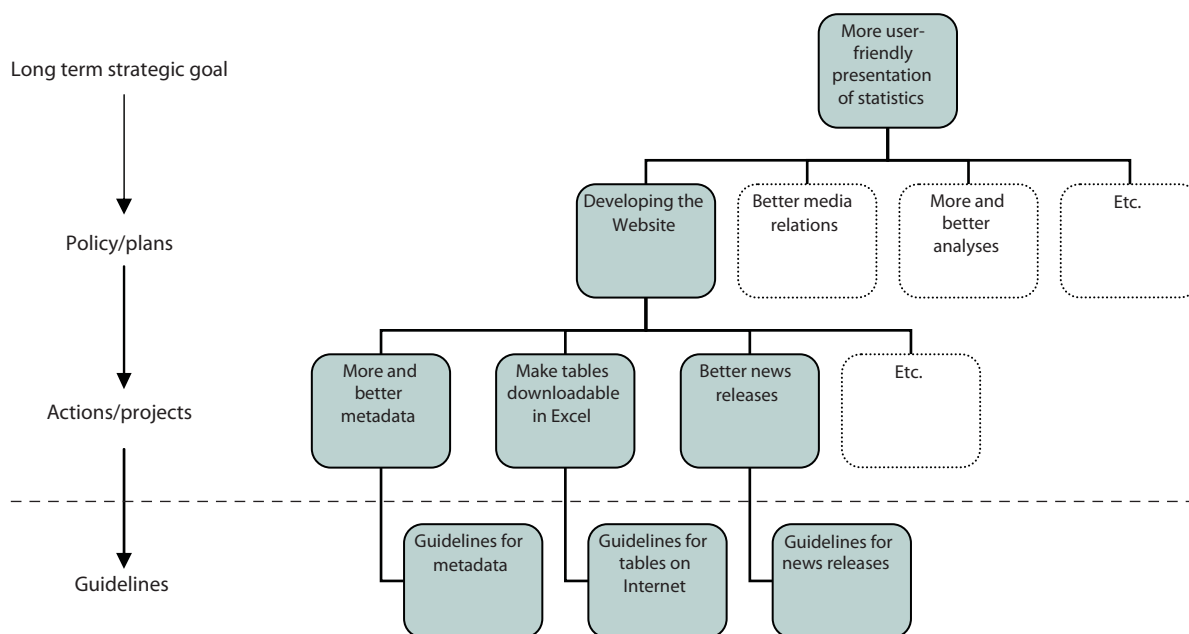 More user-
friendly
presentation
of statistics
Long term strategic goal
Developing the
Website
Better media
relations
More and
better
analyses
Etc.
Policy/plans
More and
better
metadata
Make tables
downloadable
in Excel
Better news
releases
Etc.
Actions/projects
Guidelines for
metadata
Guidelines for
tables on
Internet
Guidelines for
news releases
Guidelines